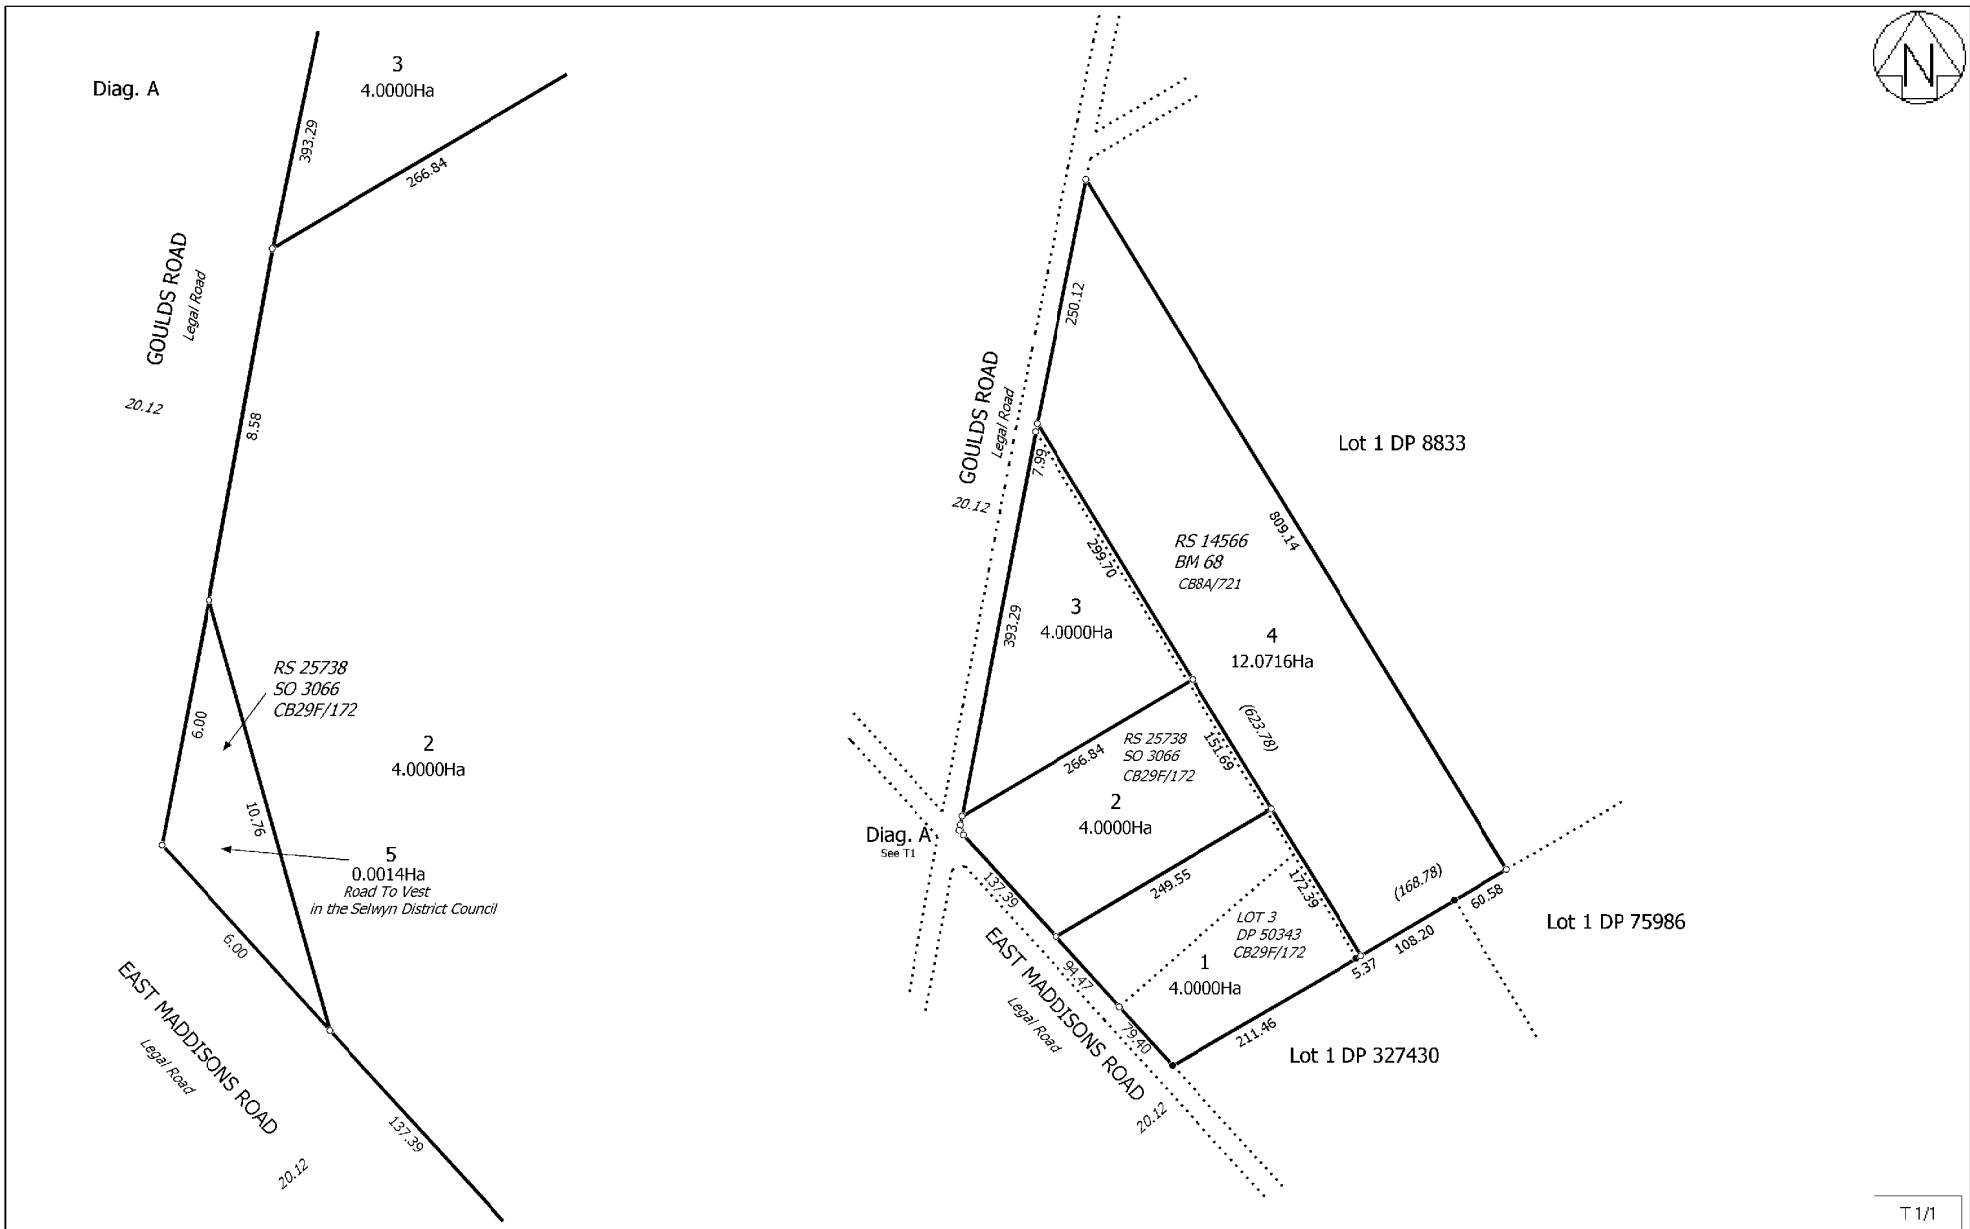 Diag. A
3
4.0000Ha
393.29
266.84
GOULDS ROAD
Legal Road
20.12
8.58
RS 25738
SO 3066
CB29F/172
6.00
2
4.0000Ha
10.76
5
0.0014Ha
Road To Vest
in the Selwyn District Council
6.00
EAST MADDISONS ROAD
Legal Road
20.12
137.39
N
250.12
GOULDS ROAD
Legal Road
20.12
7.99
Lot 1 DP 8833
809.14
299.70
RS 14566
BM 68
CB8A/721
3
4.0000Ha
393.29
4
12.0716Ha
(623.78)
151.69
266.84
RS 25738
SO 3066
CB29F/172
2
4.0000Ha
Diag. A
See T1
137.39
249.55
172.39
(168.78)
60.58
Lot 1 DP 75986
108.20
5.37
LOT 3
DP 50343
CB29F/172
1
4.0000Ha
94.47
EAST MADDISONS ROAD
Legal Road
20.12
79.40
211.46
Lot 1 DP 327430
T 1/1